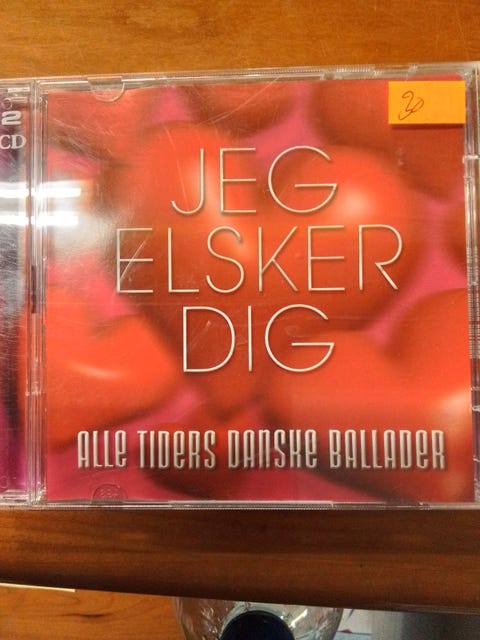 2
CD
JEG
ELSKER
DIG
ALLE TIDERS DANSKE BALLADER